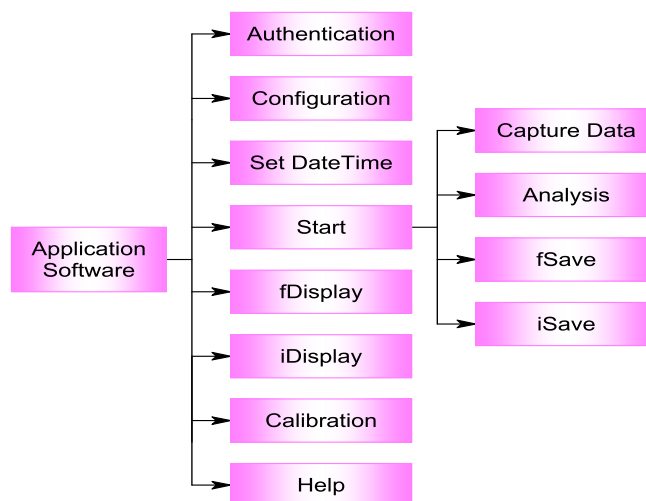 Application
Software
Authentication
Configuration
Set DateTime
Start
fDisplay
iDisplay
Calibration
Help
Capture Data
Analysis
fSave
iSave